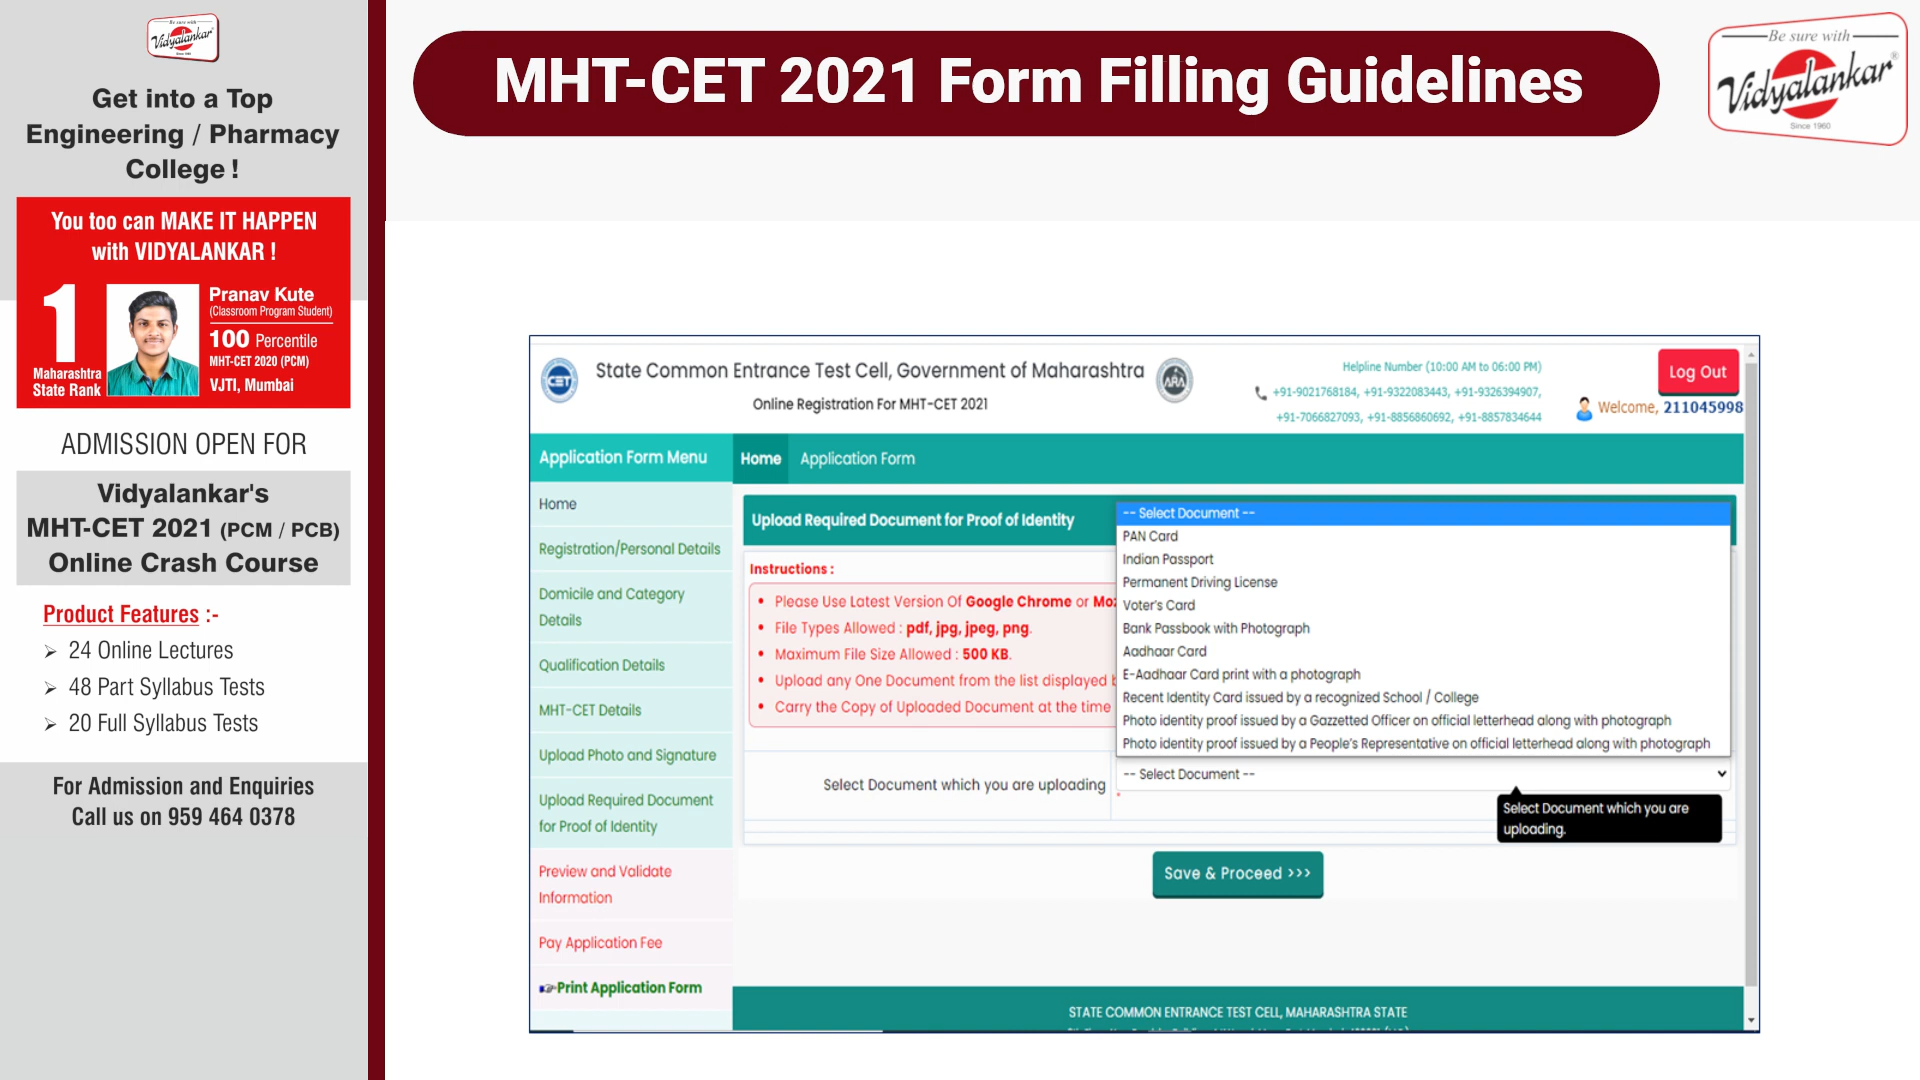 Be sure with
Vidyalankar
Since 1960
Get into a Top
Engineering / Pharmacy
College !
You too can MAKE IT HAPPEN
with VIDYALANKAR !
1
Maharashtra
State Rank
Pranav Kute
(Classroom Program Student)
100 Percentile
MHT-CET 2020 (PCM)
VJTI, Mumbai
ADMISSION OPEN FOR
Vidyalankar's
MHT-CET 2021 (PCM / PCB)
Online Crash Course
Product Features :-
24 Online Lectures
48 Part Syllabus Tests
20 Full Syllabus Tests
For Admission and Enquiries
Call us on 959 464 0378
MHT-CET 2021 Form Filling Guidelines
Be sure with
Vidyalankar®
Since 1960
CET
State Common Entrance Test Cell, Government of Maharashtra
Online Registration For MHT-CET 2021
ARA
Helpline Number (10:00 AM to 06:00 PM)
+91-9021768184, +91-9322083443, +91-9326394907,
+91-7066827093, +91-8856860692, +91-8857834644
Log Out
Welcome, 211045998
Application Form Menu
Home
Application Form
Home
Registration/Personal Details
Domicile and Category
Details
Qualification Details
MHT-CET Details
Upload Photo and Signature
Upload Required Document
for Proof of Identity
Preview and Validate
Information
Pay Application Fee
Print Application Form
Upload Required Document for Proof of Identity
Instructions :
Please Use Latest Version Of Google Chrome or
File Types Allowed : pdf, jpg, jpeg, png.
Maximum File Size Allowed : 500 KB.
Upload any One Document from the list displayed
Carry the Copy of Uploaded Document at the time
-- Select Document --
PAN Card
Indian Passport
Permanent Driving License
Voter's Card
Bank Passbook with Photograph
Aadhaar Card
E-Aadhaar Card print with a photograph
Recent Identity Card issued by a recognized School / College
Photo identity proof issued by a Gazzetted Officer on official letterhead along with photograph
Photo identity proof issued by a People's Representative on official letterhead along with photograph
Select Document which you are uploading
-- Select Document --
*
Select Document which you are
uploading.
Save & Proceed >>>
STATE COMMON ENTRANCE TEST CELL, MAHARASHTRA STATE